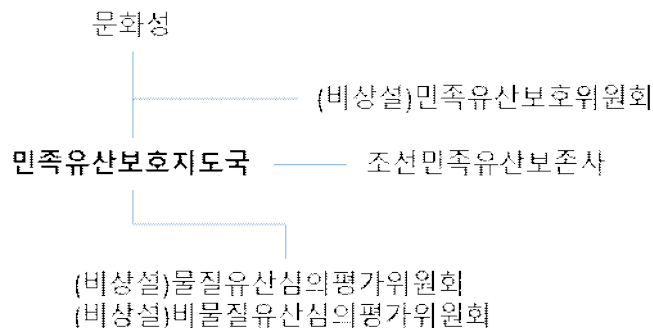 문화성
(비상설)민족유산보호위원회
민족유산보호지도국
조선민족유산보존사
(비상설)물질유산심의평가위원회
(비상설)비물질유산심의평가위원회